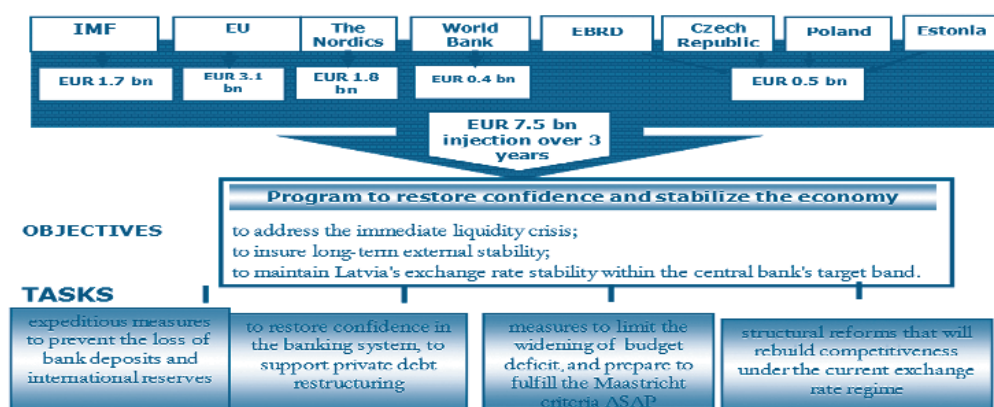 IMF
EU
The
Nordics
World
Bank
EBRD
Czech
Republic
Poland
Estonia
EUR 1.7 bn
EUR 3.1
bn
EUR 1.8
bn
EUR 0.4 bn
EUR 0.5 bn
EUR 7.5 bn
injection over 3
years
Program to restore confidence and stabilize the economy
OBJECTIVES
to address the immediate liquidity crisis;
to insure long-term external stability;
to maintain Latvia's exchange rate stability within the central bank's target band.
TASKS
expeditious measures
to prevent the loss of
bank deposits and
international reserves
to restore confidence in
the banking system, to
support private debt
restructuring
measures to limit the
widening of budget
deficit, and prepare to
fulfill the Maastricht
criteria ASAP
structural reforms that will
rebuild competitiveness
under the current exchange
rate regime